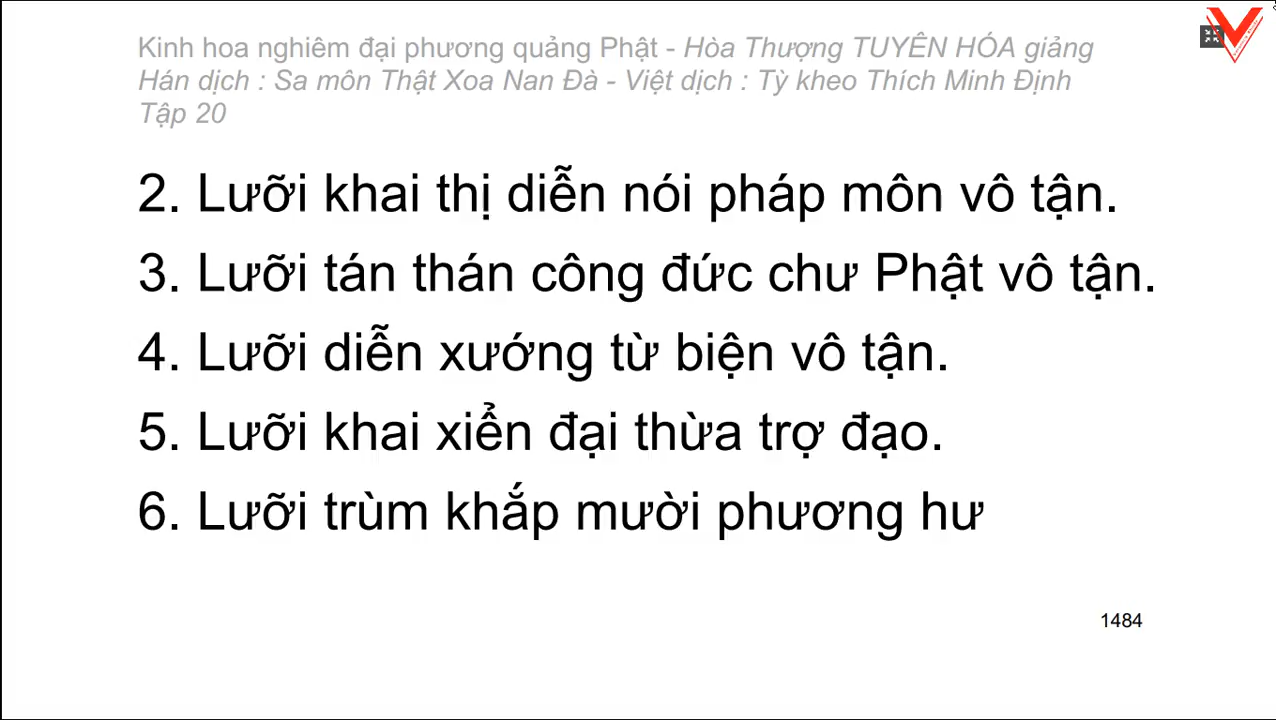 Kinh hoa nghiêm đại phương quảng Phật - Hòa Thượng TUYÊN HÓA giảng
Hán dịch : Sa môn Thật Xoa Nan Đà - Việt dịch : Tỳ kheo Thích Minh Định
Tập 20
2. Lưỡi khai thị diễn nói pháp môn vô tận.
3. Lưỡi tán thán công đức chư Phật vô tận.
4. Lưỡi diễn xướng từ biện vô tận.
5. Lưỡi khai xiển đại thừa trợ đạo.
6. Lưỡi trùm khắp mười phương hư
1484